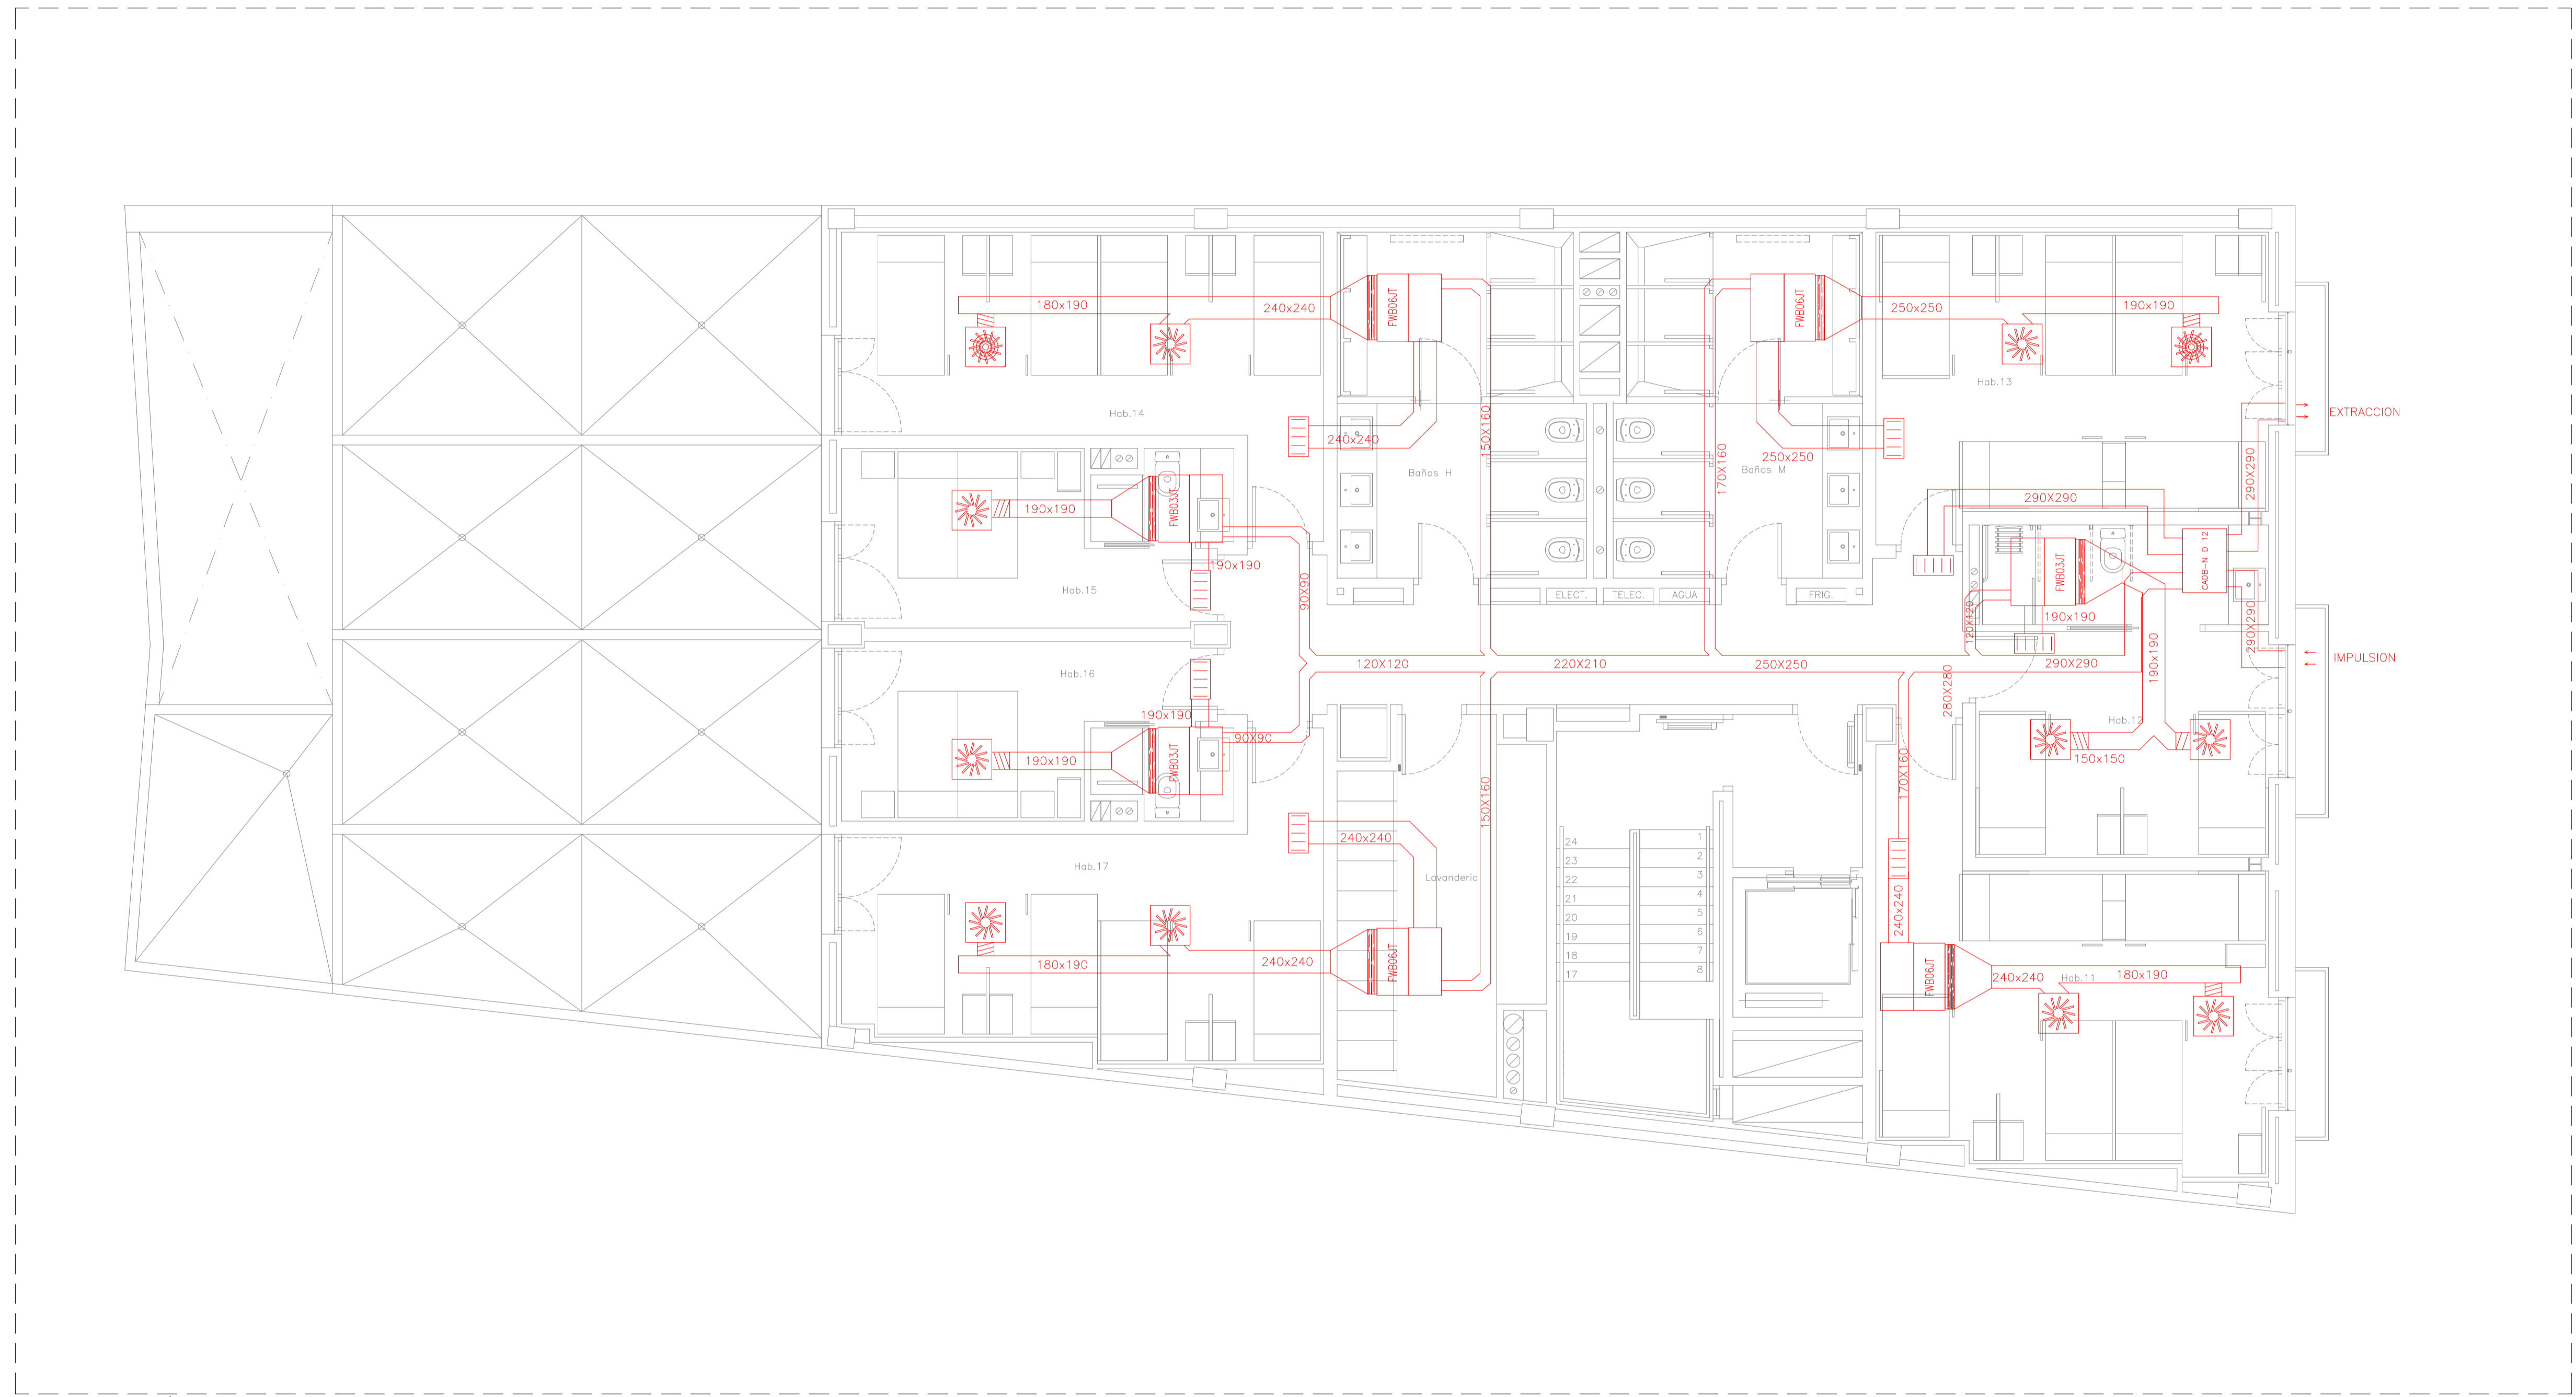 180x190
240x240
FWB06JT
FWB06JT
250x250
190x190
Hab.13
Hab.14
EXTRACCION
240x240
150X160
Baños H
170X160
Baños M
250x250
290X290
290X290
190x190
FWB03JT
190x190
Hab.15
90X90
ELECT.
TELEC.
AGUA
FRIG.
FWB03JT
CADB-N D 12
120x120
190x190
290X290
IMPULSION
120X120
220X210
250X250
290X290
190X190
280X280
Hab.16
190x190
90X90
190x190
FWB03JT
Hab.12
150x150
170X160
150X160
240x240
Hab.17
Lavandería
24
23
22
21
20
19
18
17
1
2
3
4
5
6
7
8
240x240
180x190
240x240
FWB06JT
FWB06JT
240x240
Hab.11
180x190